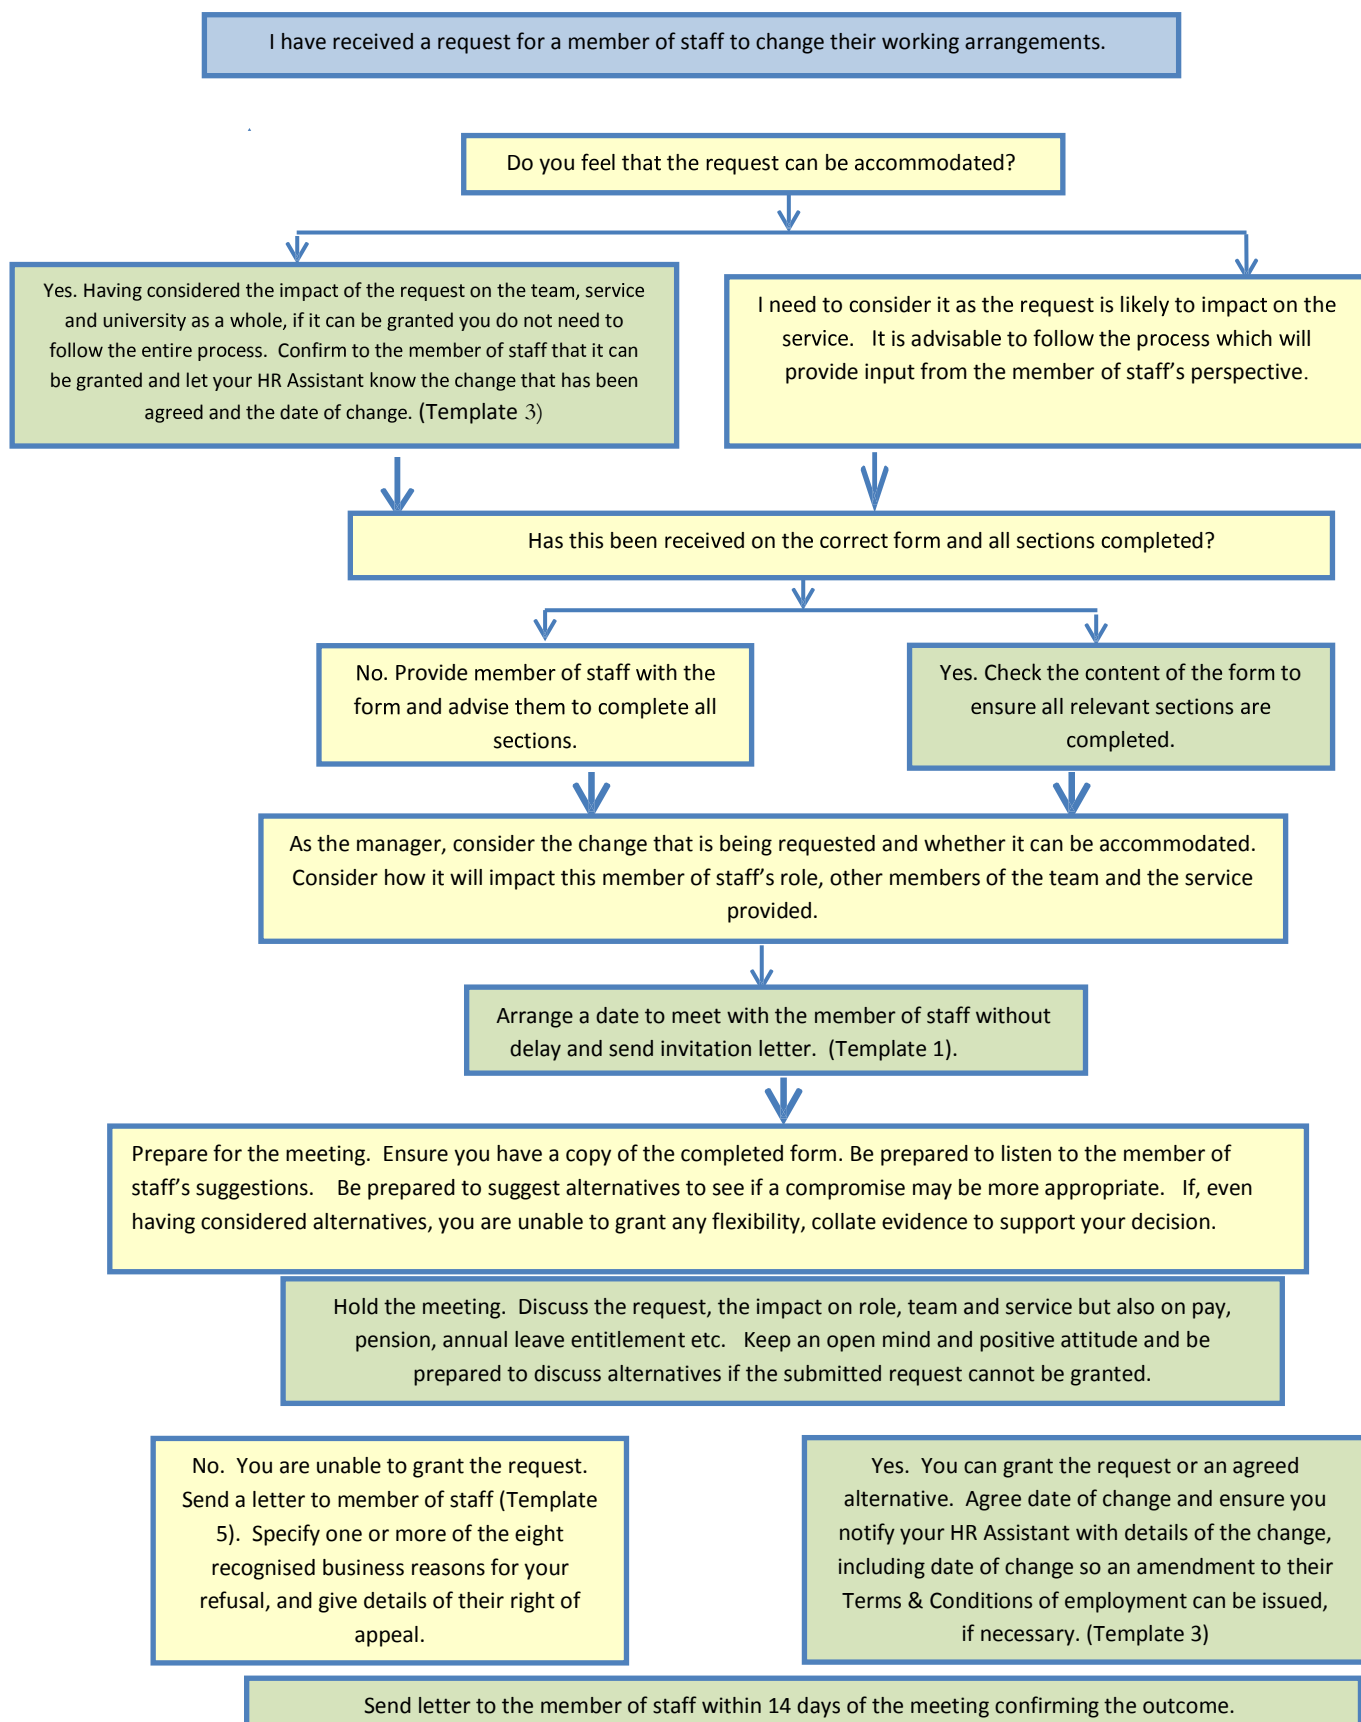 I have received a request for a member of staff to change their working arrangements.
Do you feel that the request can be accommodated?
Yes. Having considered the impact of the request on the team, service
and university as a whole, if it can be granted you do not need to
follow the entire process. Confirm to the member of staff that it can
be granted and let your HR Assistant know the change that has been
agreed and the date of change. (Template 3)
I need to consider it as the request is likely to impact on the
service. It is advisable to follow the process which will
provide input from the member of staff's perspective.
Has this been received on the correct form and all sections completed?
No. Provide member of staff with the
form and advise them to complete all
sections.
Yes. Check the content of the form to
ensure all relevant sections are
completed.
As the manager, consider the change that is being requested and whether it can be accommodated.
Consider how it will impact this member of staff's role, other members of the team and the service
provided.
Arrange a date to meet with the member of staff without
delay and send invitation letter. (Template 1).
Prepare for the meeting. Ensure you have a copy of the completed form. Be prepared to listen to the member of
staff's suggestions. Be prepared to suggest alternatives to see if a compromise may be more appropriate. If, even
having considered alternatives, you are unable to grant any flexibility, collate evidence to support your decision.
Hold the meeting. Discuss the request, the impact on role, team and service but also on pay,
pension, annual leave entitlement etc. Keep an open mind and positive attitude and be
prepared to discuss alternatives if the submitted request cannot be granted.
No. You are unable to grant the request.
Send a letter to member of staff (Template
5). Specify one or more of the eight
recognised business reasons for your
refusal, and give details of their right of
appeal.
Yes. You can grant the request or an agreed
alternative. Agree date of change and ensure you
notify your HR Assistant with details of the change,
including date of change so an amendment to their
Terms & Conditions of employment can be issued,
if necessary. (Template 3)
Send letter to the member of staff within 14 days of the meeting confirming the outcome.